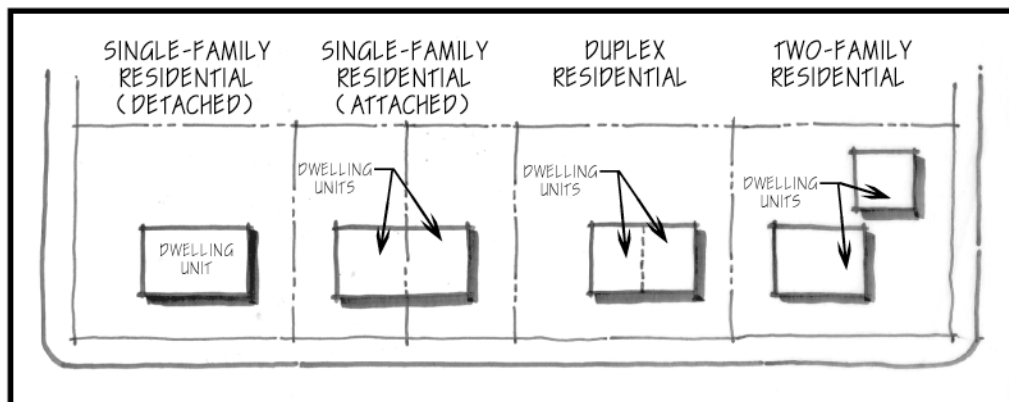 SINGLE-FAMILY
RESIDENTIAL
(DETACHED)
SINGLE-FAMILY
RESIDENTIAL
(ATTACHED)
DUPLEX
RESIDENTIAL
TWO-FAMILY
RESIDENTIAL
DWELLING
UNIT
DWELLING
UNITS
DWELLING
UNITS
DWELLING
UNITS